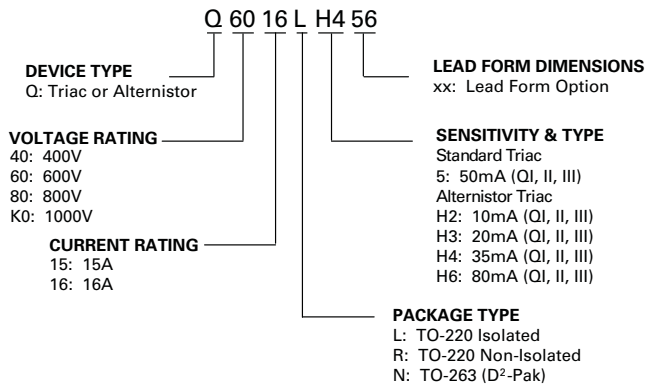 Q 60 16 L H4 56
DEVICE TYPE
Q: Triac or Alternistor
VOLTAGE RATING
40: 400V
60: 600V
80: 800V
K0: 1000V
CURRENT RATING
15: 15A
16: 16A
LEAD FORM DIMENSIONS
xx: Lead Form Option
SENSITIVITY & TYPE
Standard Triac
5: 50mA (QI, II, III)
Alternistor Triac
H2: 10mA (QI, II, III)
H3: 20mA (QI, II, III)
H4: 35mA (QI, II, III)
H6: 80mA (QI, II, III)
PACKAGE TYPE
L: TO-220 Isolated
R: TO-220 Non-Isolated
N: TO-263 (D²-Pak)